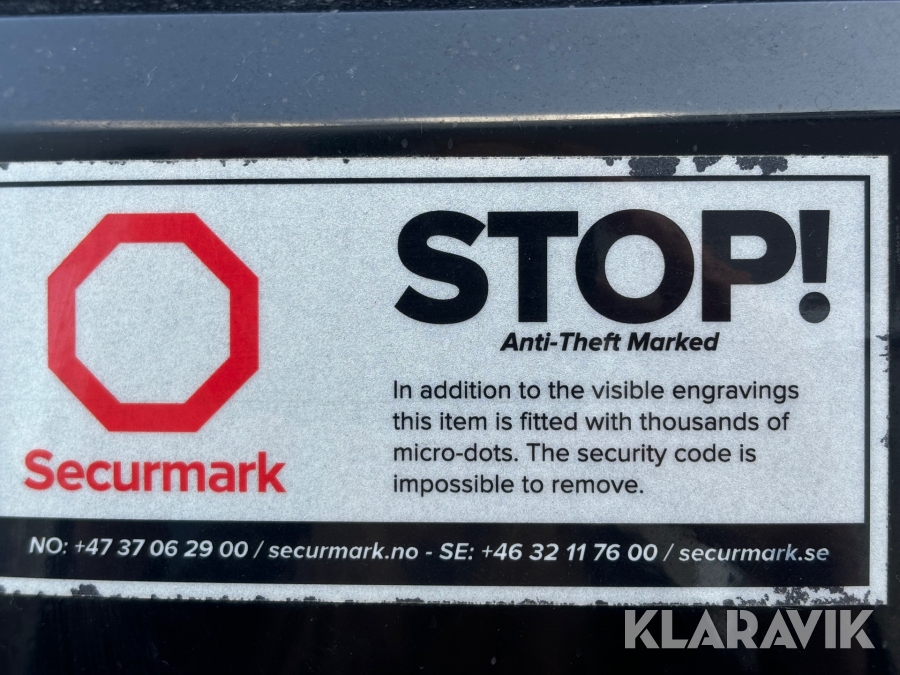 STOP!
Anti-Theft Marked
In addition to the visible engravings
this item is fitted with thousands of
micro-dots. The security code is
impossible to remove.
Securmark
NO: +47 37 06 29 00 / securmark.no - SE: +46 32 11 76 00 / securmark.se
KLARAVIK